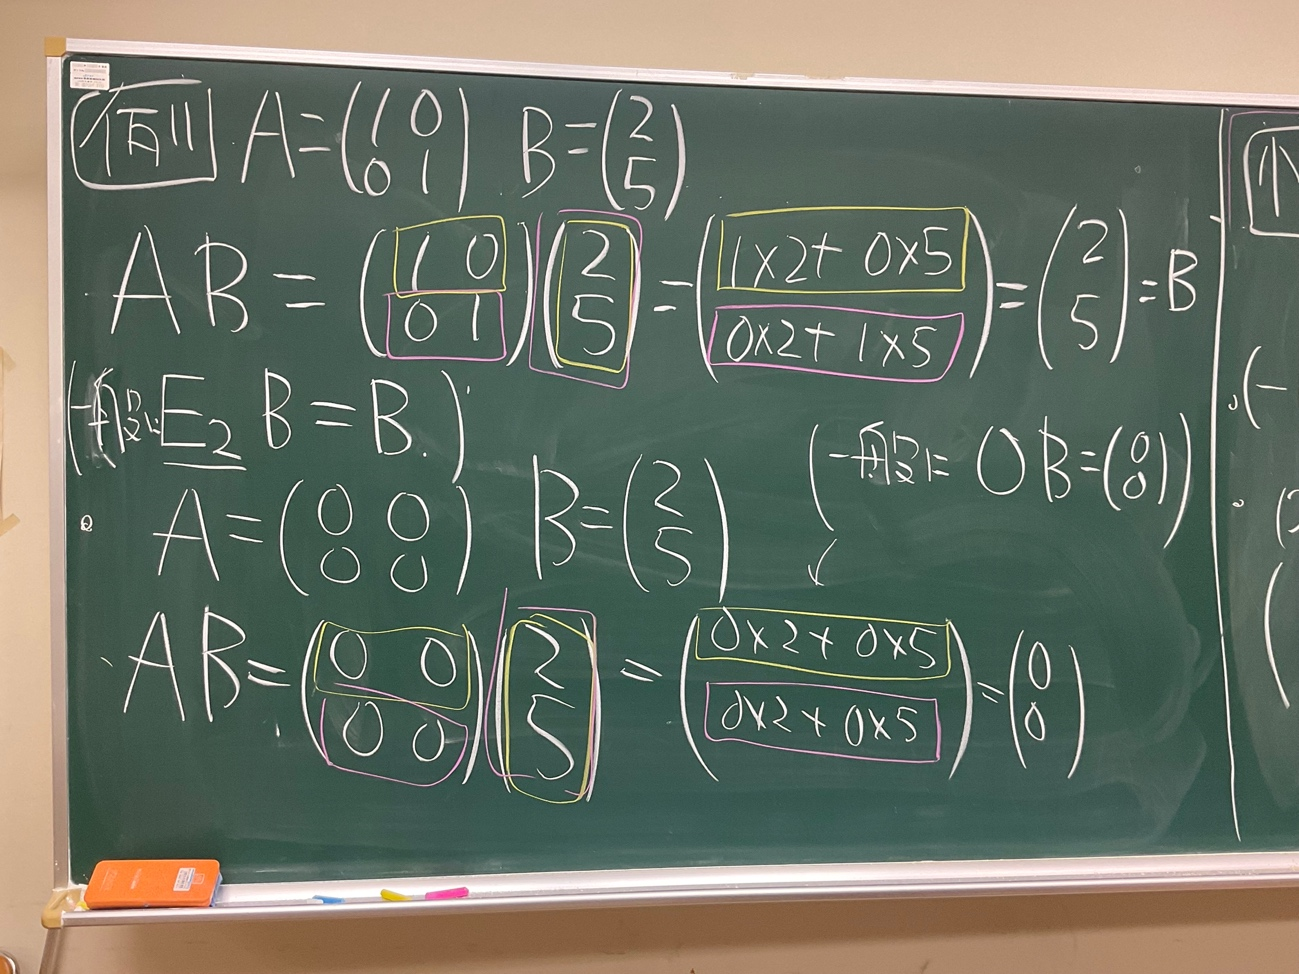 例 A=(1 0 0 1) B=(2 5)
AB = (1 0 0 1)(2 5) = (1×2+ 0×5 0×2+ 1×5) = (2 5) = B
(一般に E₂ B = B.)
(一般に OB=(0 0))
A=(0 0 0 0) B=(2 5)
AB=(0 0 0 0)(2 5) = (0×2+ 0×5 0×2+ 0×5) = (0 0)